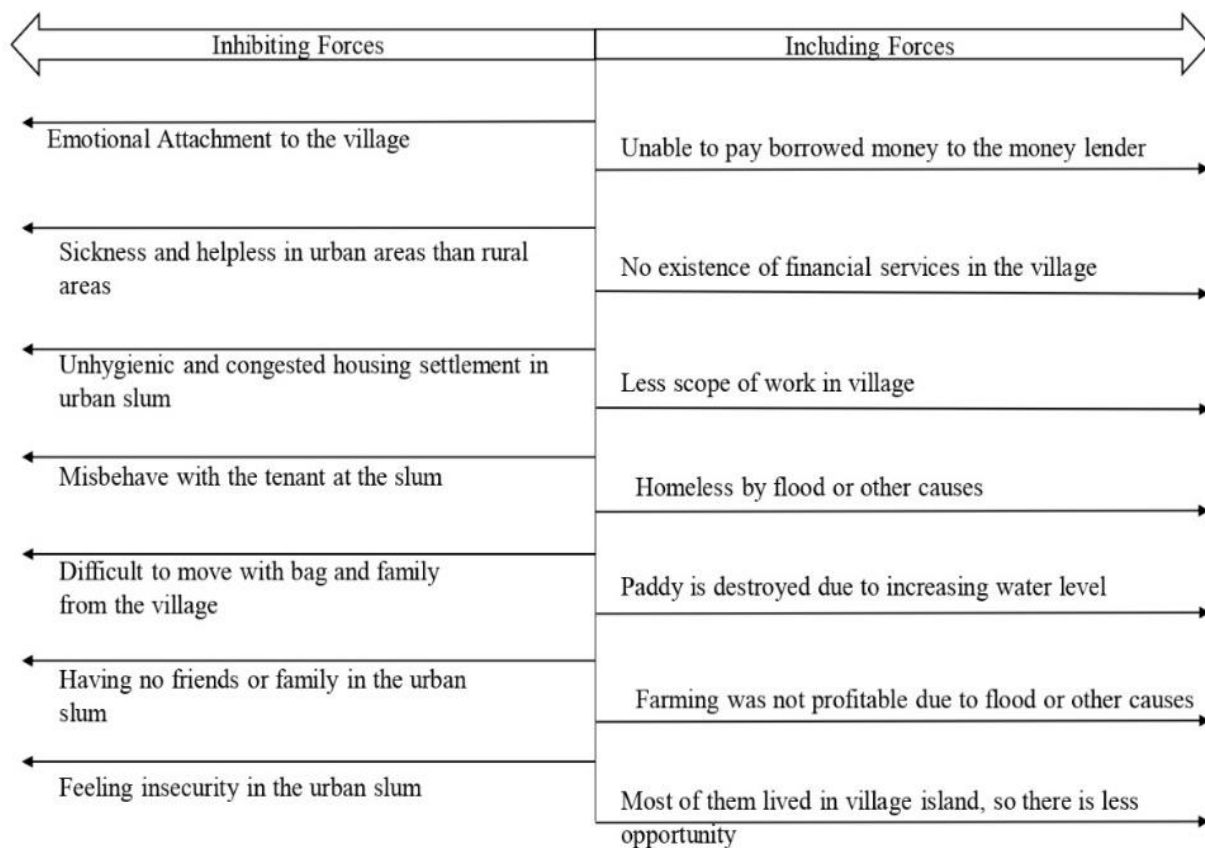 Inhibiting Forces
Including Forces
Emotional Attachment to the village
Unable to pay borrowed money to the money lender
Sickness and helpless in urban areas than rural
areas
No existence of financial services in the village
Unhygienic and congested housing settlement in
urban slum
Less scope of work in village
Misbehave with the tenant at the slum
Homeless by flood or other causes
Difficult to move with bag and family
from the village
Paddy is destroyed due to increasing water level
Having no friends or family in the urban
slum
Farming was not profitable due to flood or other causes
Feeling insecurity in the urban slum
Most of them lived in village island, so there is less
opportunity